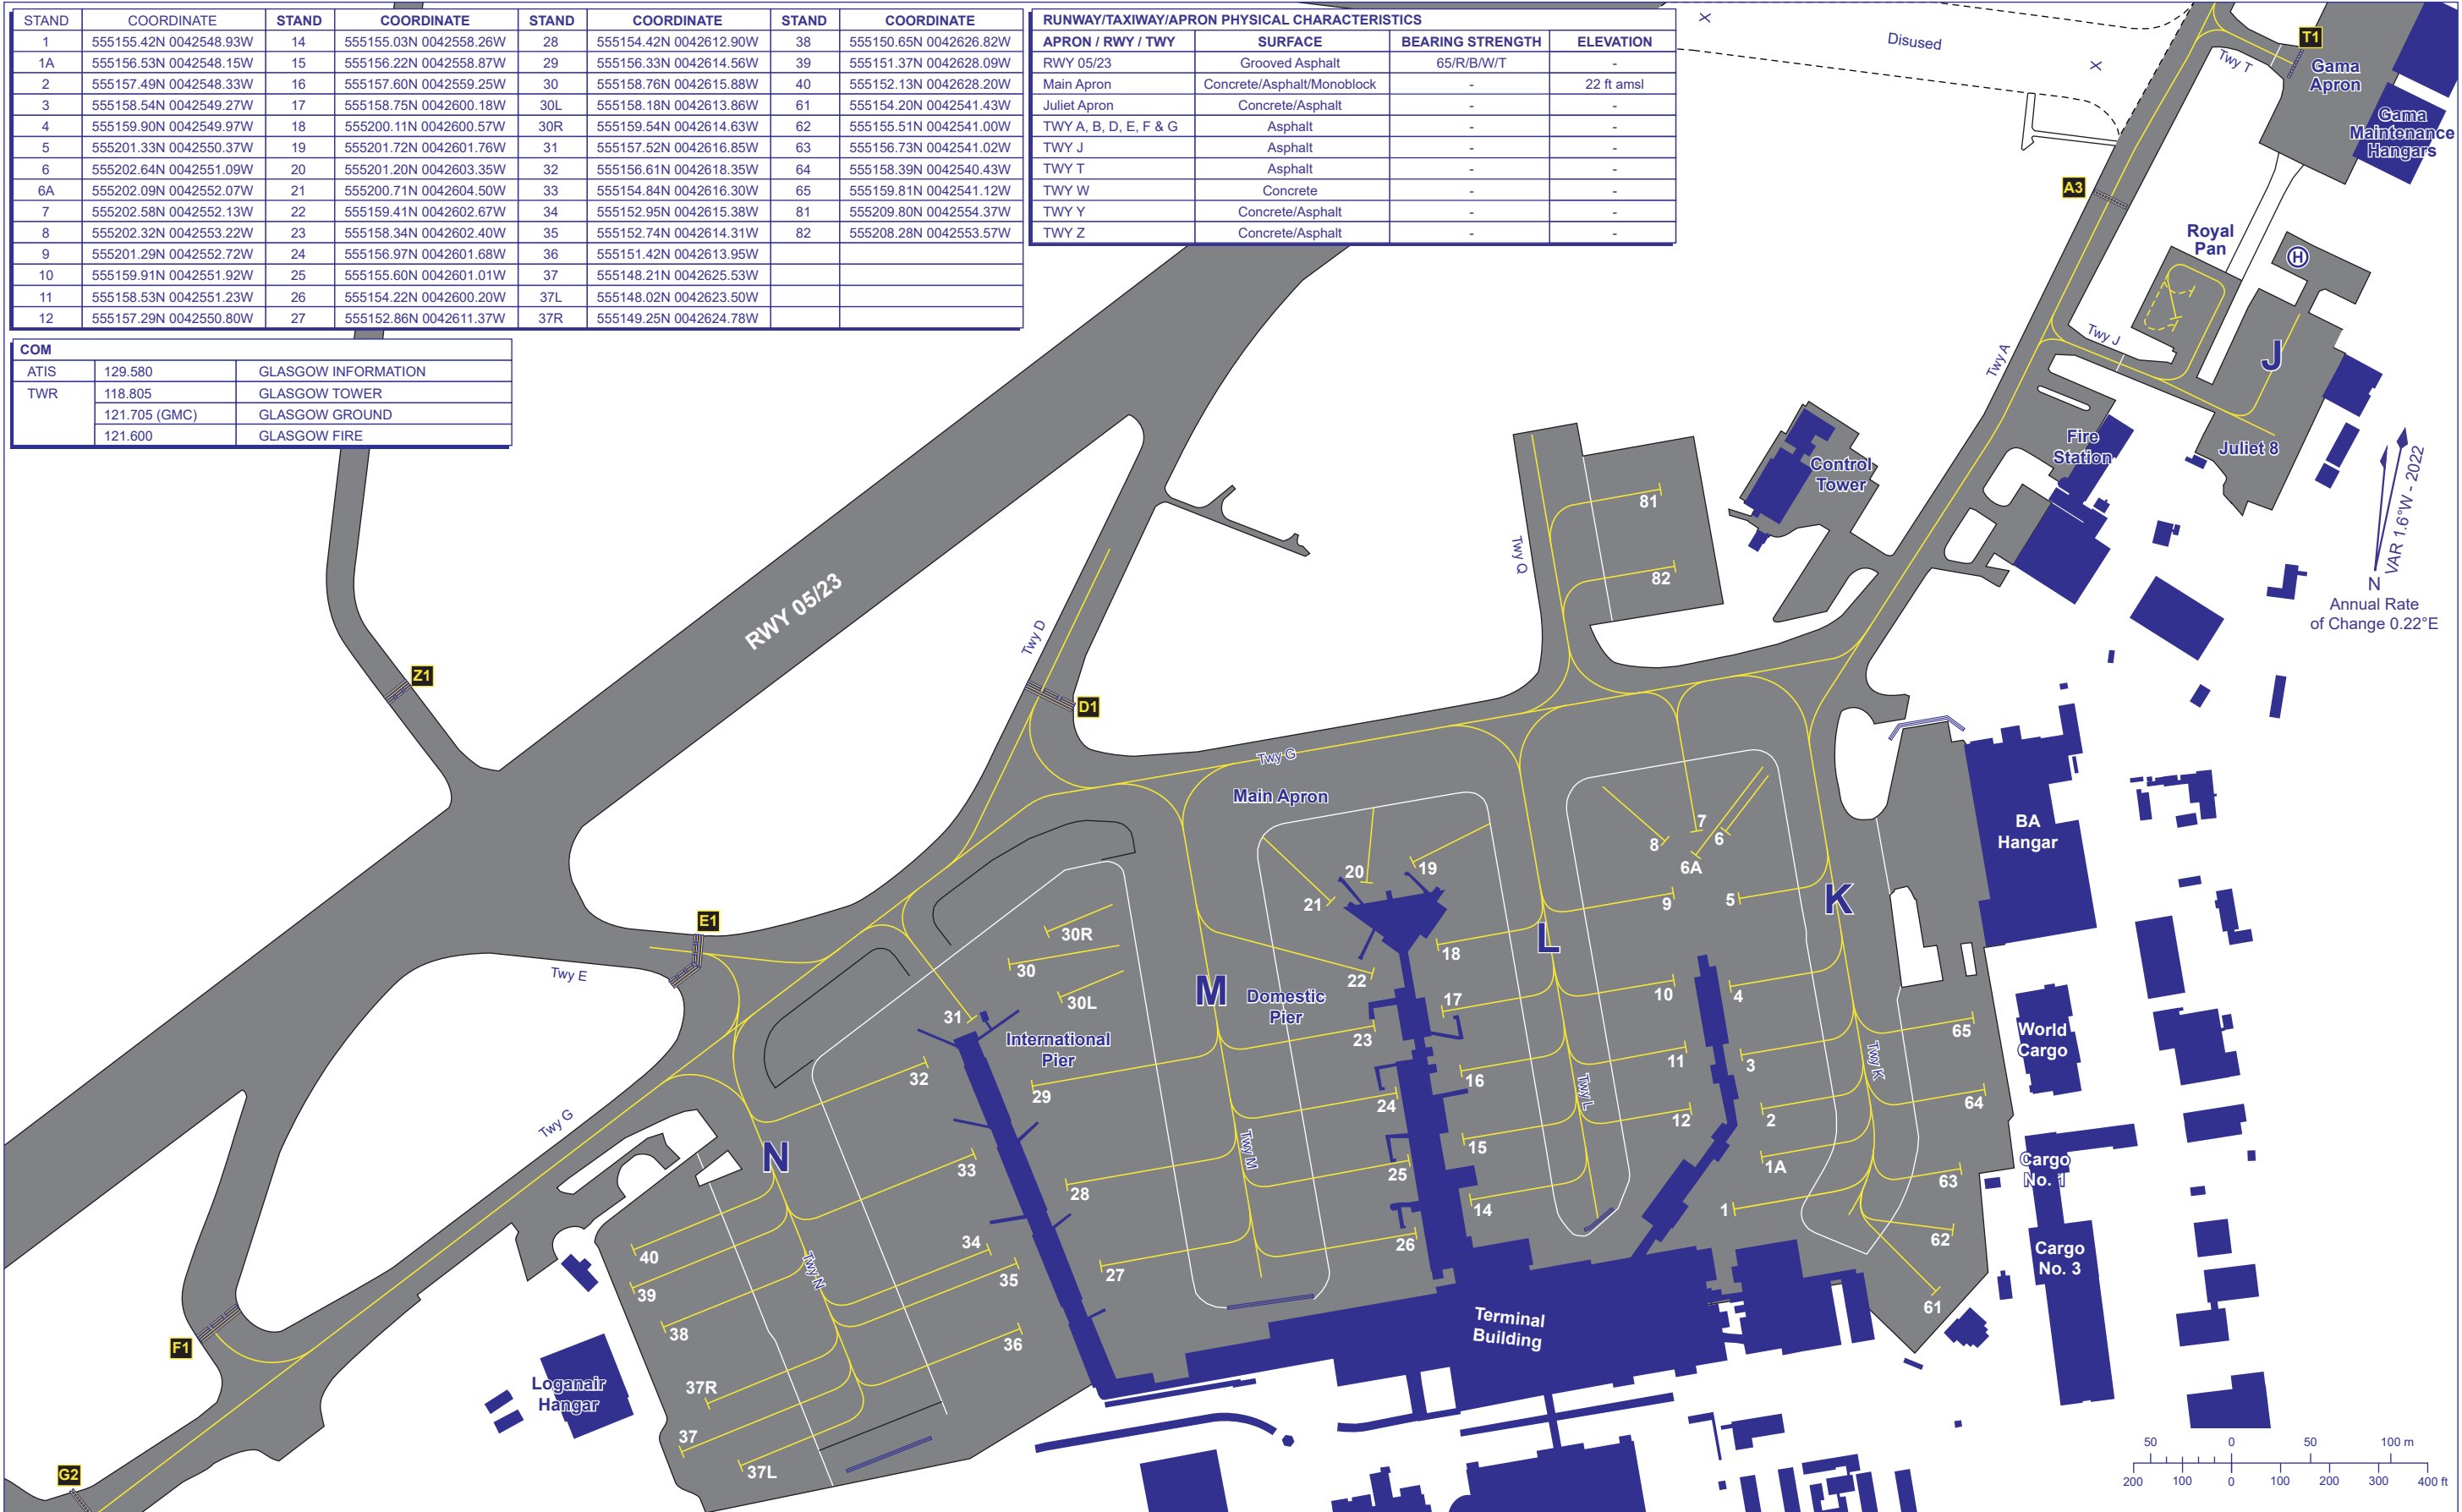 STAND COORDINATE STAND COORDINATE STAND COORDINATE STAND COORDINATE
1 555155.42N 0042548.93W 14 555155.03N 0042558.26W 28 555154.42N 0042612.90W 38 555150.65N 0042626.82W
1A 555156.53N 0042548.15W 15 555156.22N 0042558.87W 29 555156.33N 0042614.56W 39 555151.37N 0042628.09W
2 555157.49N 0042548.33W 16 555157.60N 0042559.25W 30 555158.76N 0042615.88W 40 555152.13N 0042628.20W
3 555158.54N 0042549.27W 17 555158.75N 0042600.18W 30L 555158.18N 0042613.86W 61 555154.20N 0042541.43W
4 555159.90N 0042549.97W 18 555200.11N 0042600.57W 30R 555159.54N 0042614.63W 62 555155.51N 0042541.00W
5 555201.33N 0042550.37W 19 555201.72N 0042601.76W 31 555157.52N 0042616.85W 63 555156.73N 0042541.02W
6 555202.64N 0042551.09W 20 555201.20N 0042603.35W 32 555156.61N 0042618.35W 64 555158.39N 0042540.43W
6A 555202.09N 0042552.07W 21 555200.71N 0042604.50W 33 555154.84N 0042616.30W 65 555159.81N 0042541.12W
7 555202.58N 0042552.13W 22 555159.41N 0042602.67W 34 555152.95N 0042615.38W 81 555209.80N 0042554.37W
8 555202.32N 0042553.22W 23 555158.34N 0042602.40W 35 555152.74N 0042614.31W 82 555208.28N 0042553.57W
9 555201.29N 0042552.72W 24 555156.97N 0042601.68W 36 555151.42N 0042613.95W
10 555159.91N 0042551.92W 25 555155.60N 0042601.01W 37 555148.21N 0042625.53W
11 555158.53N 0042551.23W 26 555154.22N 0042600.20W 37L 555148.02N 0042623.50W
12 555157.29N 0042550.80W 27 555152.86N 0042611.37W 37R 555149.25N 0042624.78W
RUNWAY/TAXIWAY/APRON PHYSICAL CHARACTERISTICS
APRON / RWY / TWY SURFACE BEARING STRENGTH ELEVATION
RWY 05/23 Grooved Asphalt 65/R/B/W/T -
Main Apron Concrete/Asphalt/Monoblock - 22 ft amsl
Juliet Apron Concrete/Asphalt - -
TWY A, B, D, E, F & G Asphalt - -
TWY J Asphalt - -
TWY T Asphalt - -
TWY W Concrete - -
TWY Y Concrete/Asphalt - -
TWY Z Concrete/Asphalt - -
COM
ATIS 129.580 GLASGOW INFORMATION
TWR 118.805 GLASGOW TOWER
121.705 (GMC) GLASGOW GROUND
121.600 GLASGOW FIRE
X
Disused
X
T1
Twy T
Gama
Apron
Gama
Maintenance
Hangars
A3
Royal
Pan
H
Twy J
J
Twy A
Juliet 8
Fire
Station
Control
Tower
VAR 1.6°W - 2022
N
Annual Rate
of Change 0.22°E
81
82
Twy Q
RWY 05/23
Twy D
Z1
D1
Twy G
Main Apron
E1
Twy E
Twy G
F1
G2
7
6
8
6A
5
9
K
BA
Hangar
20
19
21
18
L
22
17
10
4
M
Domestic
Pier
30R
30
30L
31
International
Pier
23
11
3
65
World
Cargo
Twy K
32
29
24
16
Twy L
12
2
64
N
33
28
Twy M
25
15
1A
63
Cargo
No. 1
14
1
62
40
34
26
Cargo
No. 3
39
Twy N
35
27
61
38
36
Terminal
Building
37R
Loganair
Hangar
37
37L
50 0 50 100 m
200 100 0 100 200 300 400 ft